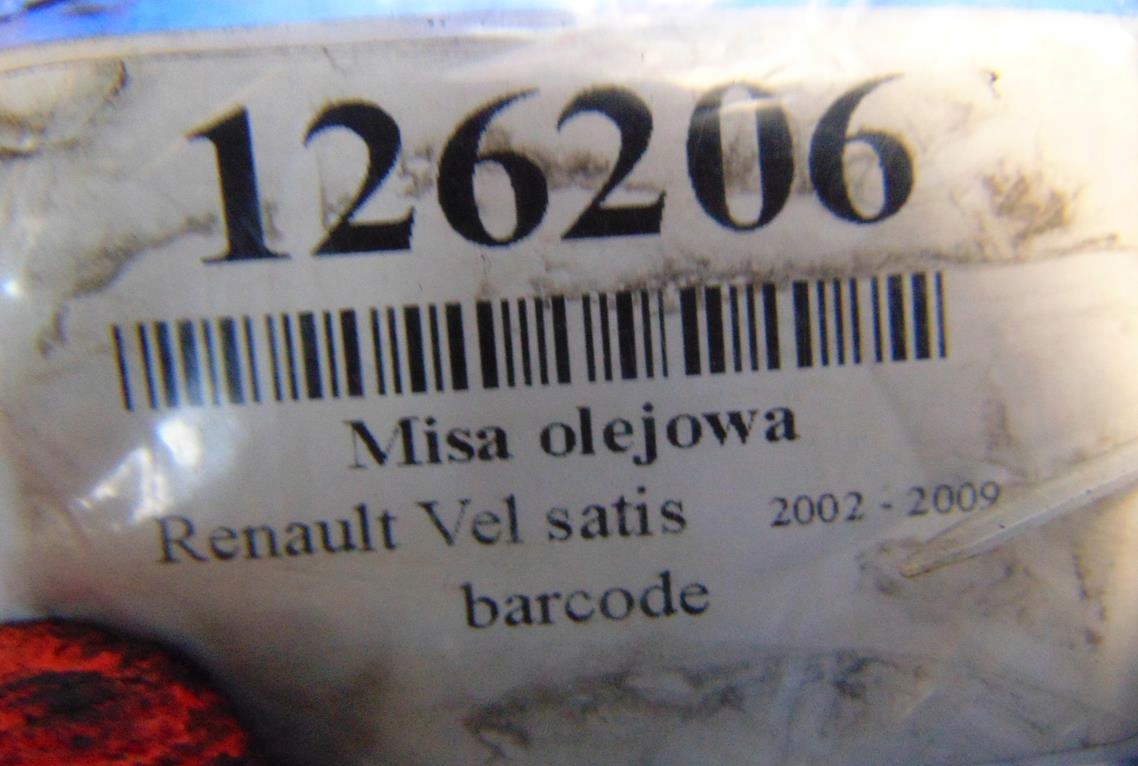 126206
Misa olejowa
Renault Vel satis 2002 - 2009
barcode